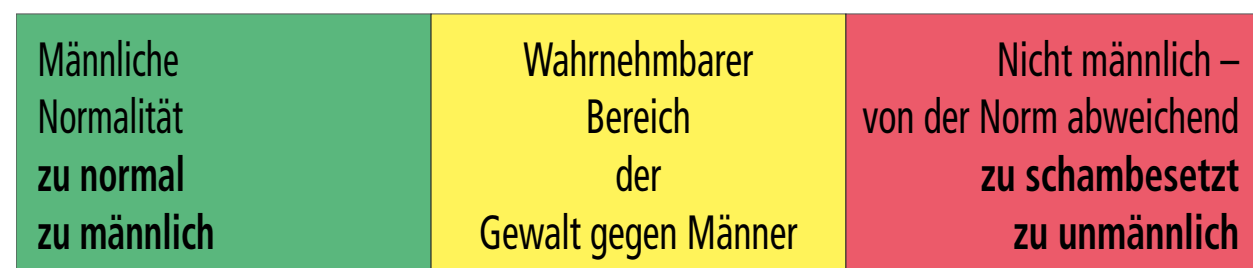 Männliche
Normalität
zu normal
zu männlich
Wahrnehmbarer
Bereich
der
Gewalt gegen Männer
Nicht männlich –
von der Norm abweichend
zu schambesetzt
zu unmännlich